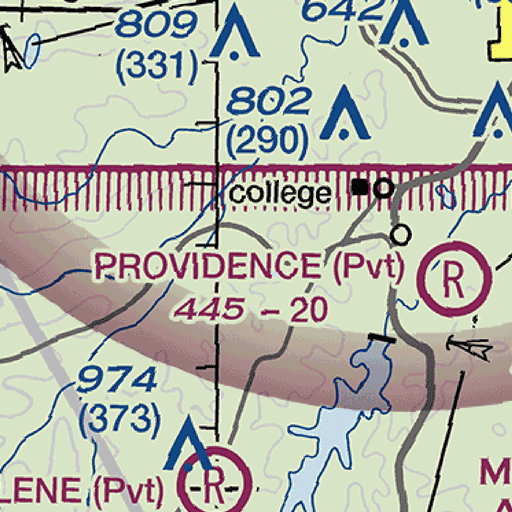 809
(331)
642
802
(290)
college
PROVIDENCE (Pvt)
445 – 20
R
974
(373)
LENE (Pvt)
R
M